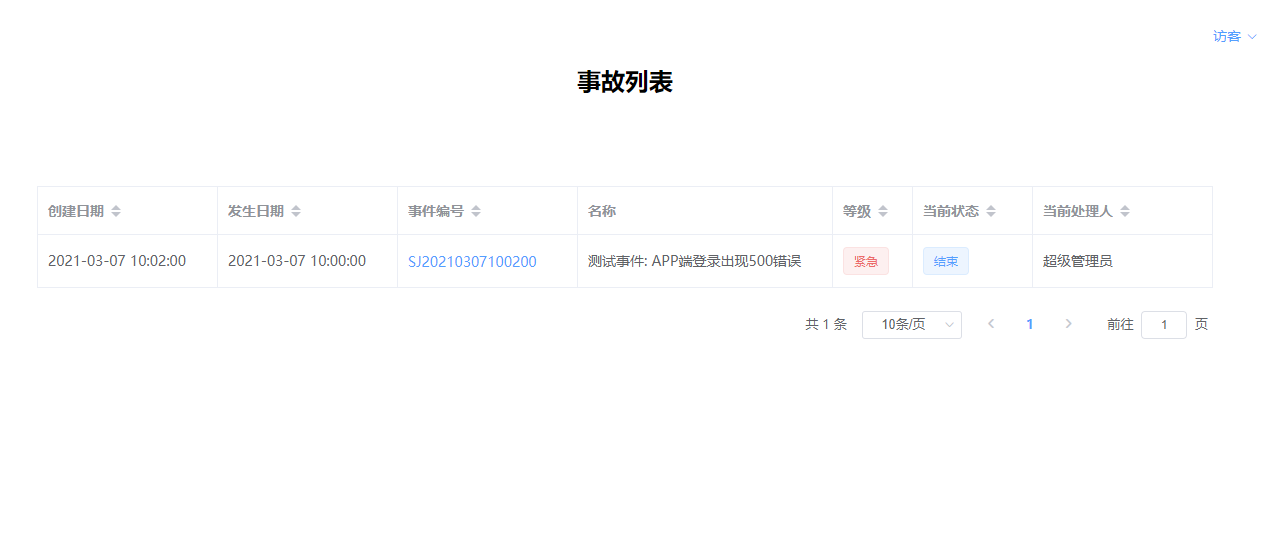 访客
事故列表
创建日期 发生日期 事件编号 名称 等级 当前状态 当前处理人
2021-03-07 10:02:00 2021-03-07 10:00:00 SJ20210307100200 测试事件: APP端登录出现500错误 紧急 结束 超级管理员
共 1 条 10条/页 1 前往 1 页